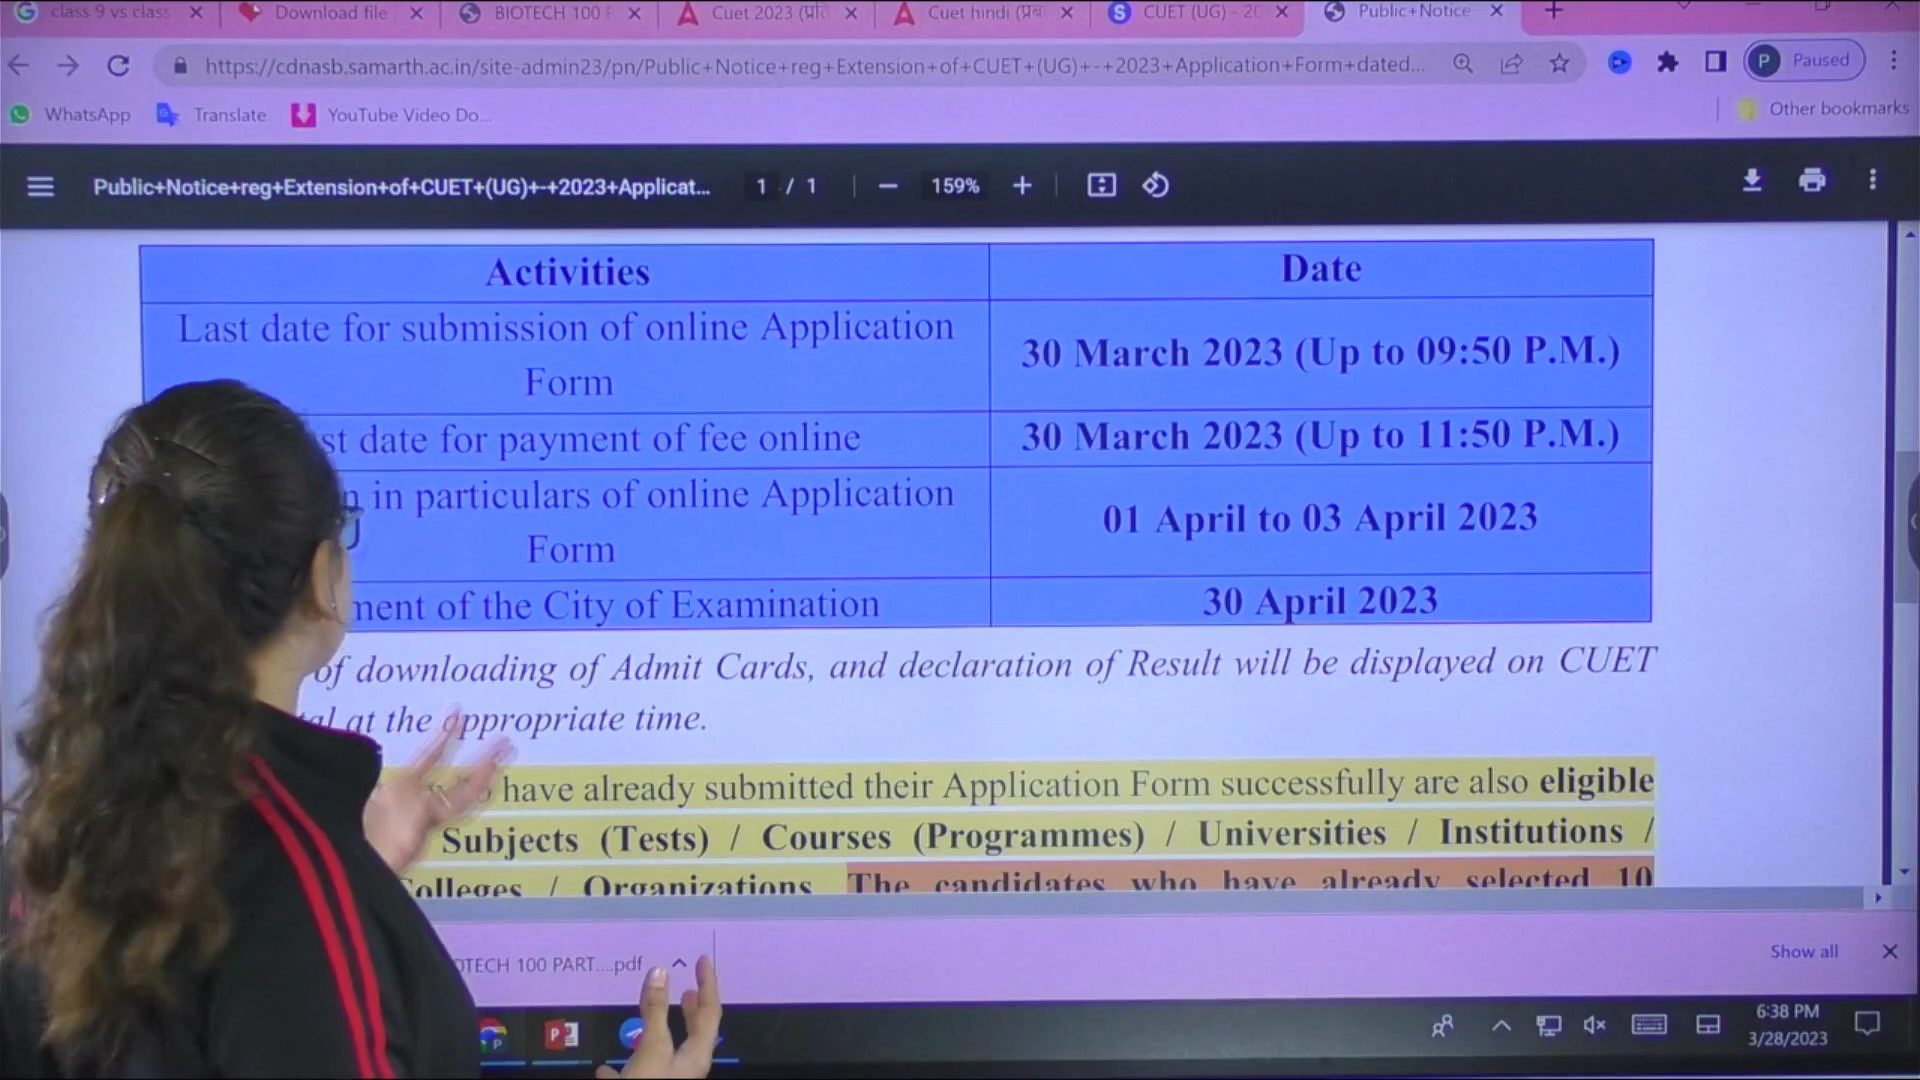 class 9 vs class
Download file
BIOTECH 100 P
Cuet 2023
Cuet hindi
CUET (UG) - 20
Public+Notice
https://cdnasb.samarth.ac.in/site-admin23/pn/Public+Notice+reg+Extension+of+CUET+(UG)+-+2023+Application+Form+dated...
P Paused
WhatsApp
Translate
YouTube Video Do...
Other bookmarks
Public+Notice+reg+Extension+of+CUET+(UG)+-+2023+Applicat...
1 / 1
159%
Activities
Date
Last date for submission of online Application
Form
30 March 2023 (Up to 09:50 P.M.)
st date for payment of fee online
30 March 2023 (Up to 11:50 P.M.)
n in particulars of online Application
Form
01 April to 03 April 2023
ment of the City of Examination
30 April 2023
of downloading of Admit Cards, and declaration of Result will be displayed on CUET
at the appropriate time.
have already submitted their Application Form successfully are also eligible
Subjects (Tests) / Courses (Programmes) / Universities / Institutions /
olleges / Organizations. The candidates who have already selected 10
OTECH 100 PART....pdf
Show all
6:38 PM
3/28/2023